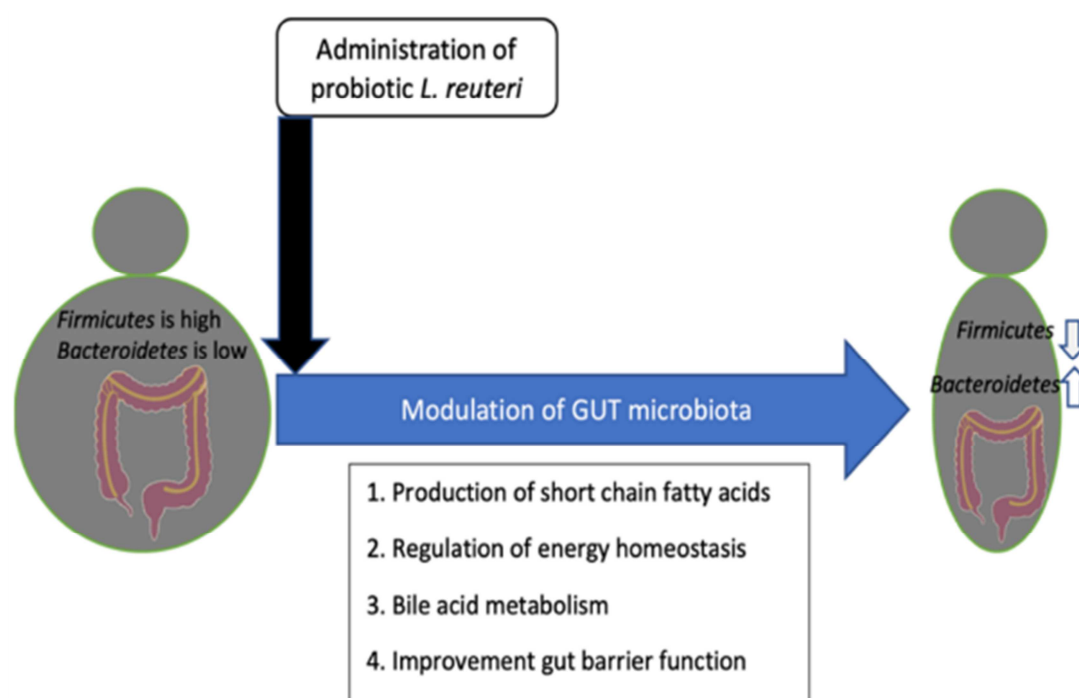 Administration of
probiotic L. reuteri
Firmicutes is high
Bacteroidetes is low
Firmicutes
Bacteroidetes
Modulation of GUT microbiota
1. Production of short chain fatty acids
2. Regulation of energy homeostasis
3. Bile acid metabolism
4. Improvement gut barrier function